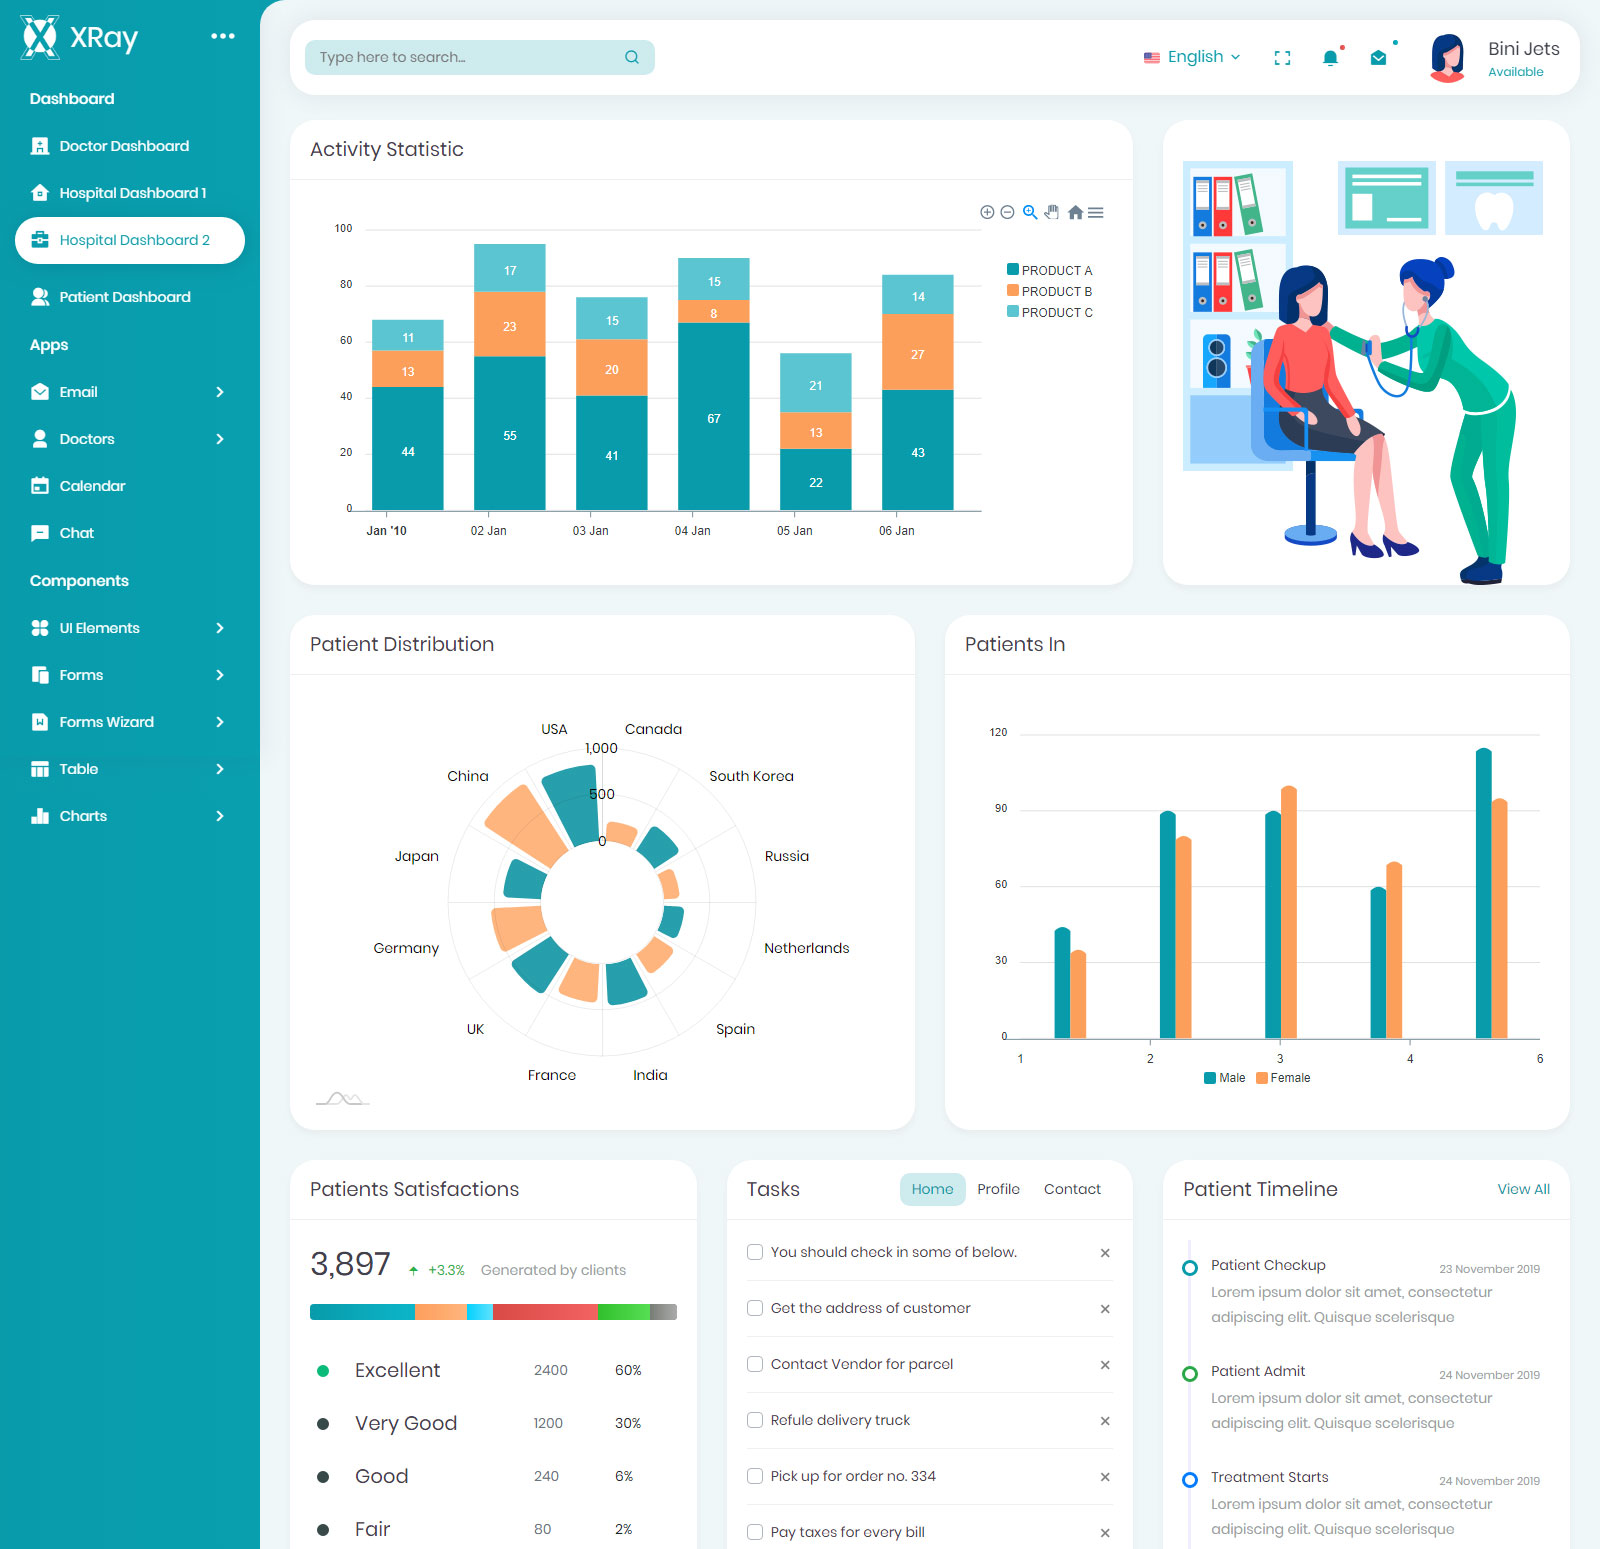 XRay
Dashboard
Doctor Dashboard
Hospital Dashboard 1
Hospital Dashboard 2
Patient Dashboard
Apps
Email
Doctors
Calendar
Chat
Components
UI Elements
Forms
Forms Wizard
Table
Charts
Type here to search...
English
Bini Jets
Available
Activity Statistic
100
80
60
40
20
0
11
13
44
17
23
55
15
20
41
15
8
67
21
13
22
14
27
43
Jan '10
02 Jan
03 Jan
04 Jan
05 Jan
06 Jan
PRODUCT A
PRODUCT B
PRODUCT C
Patient Distribution
USA
Canada
1,000
China
South Korea
500
0
Japan
Russia
Germany
Netherlands
UK
Spain
France
India
Patients In
120
90
60
30
0
1
2
3
4
6
Male
Female
Patients Satisfactions
3,897
+3.3%
Generated by clients
Excellent 2400 60%
Very Good 1200 30%
Good 240 6%
Fair 80 2%
Tasks
Home
Profile
Contact
You should check in some of below.
Get the address of customer
Contact Vendor for parcel
Refule delivery truck
Pick up for order no. 334
Pay taxes for every bill
Patient Timeline
View All
Patient Checkup
23 November 2019
Lorem ipsum dolor sit amet, consectetur
adipiscing elit. Quisque scelerisque
Patient Admit
24 November 2019
Lorem ipsum dolor sit amet, consectetur
adipiscing elit. Quisque scelerisque
Treatment Starts
24 November 2019
Lorem ipsum dolor sit amet, consectetur
adipiscing elit. Quisque scelerisque